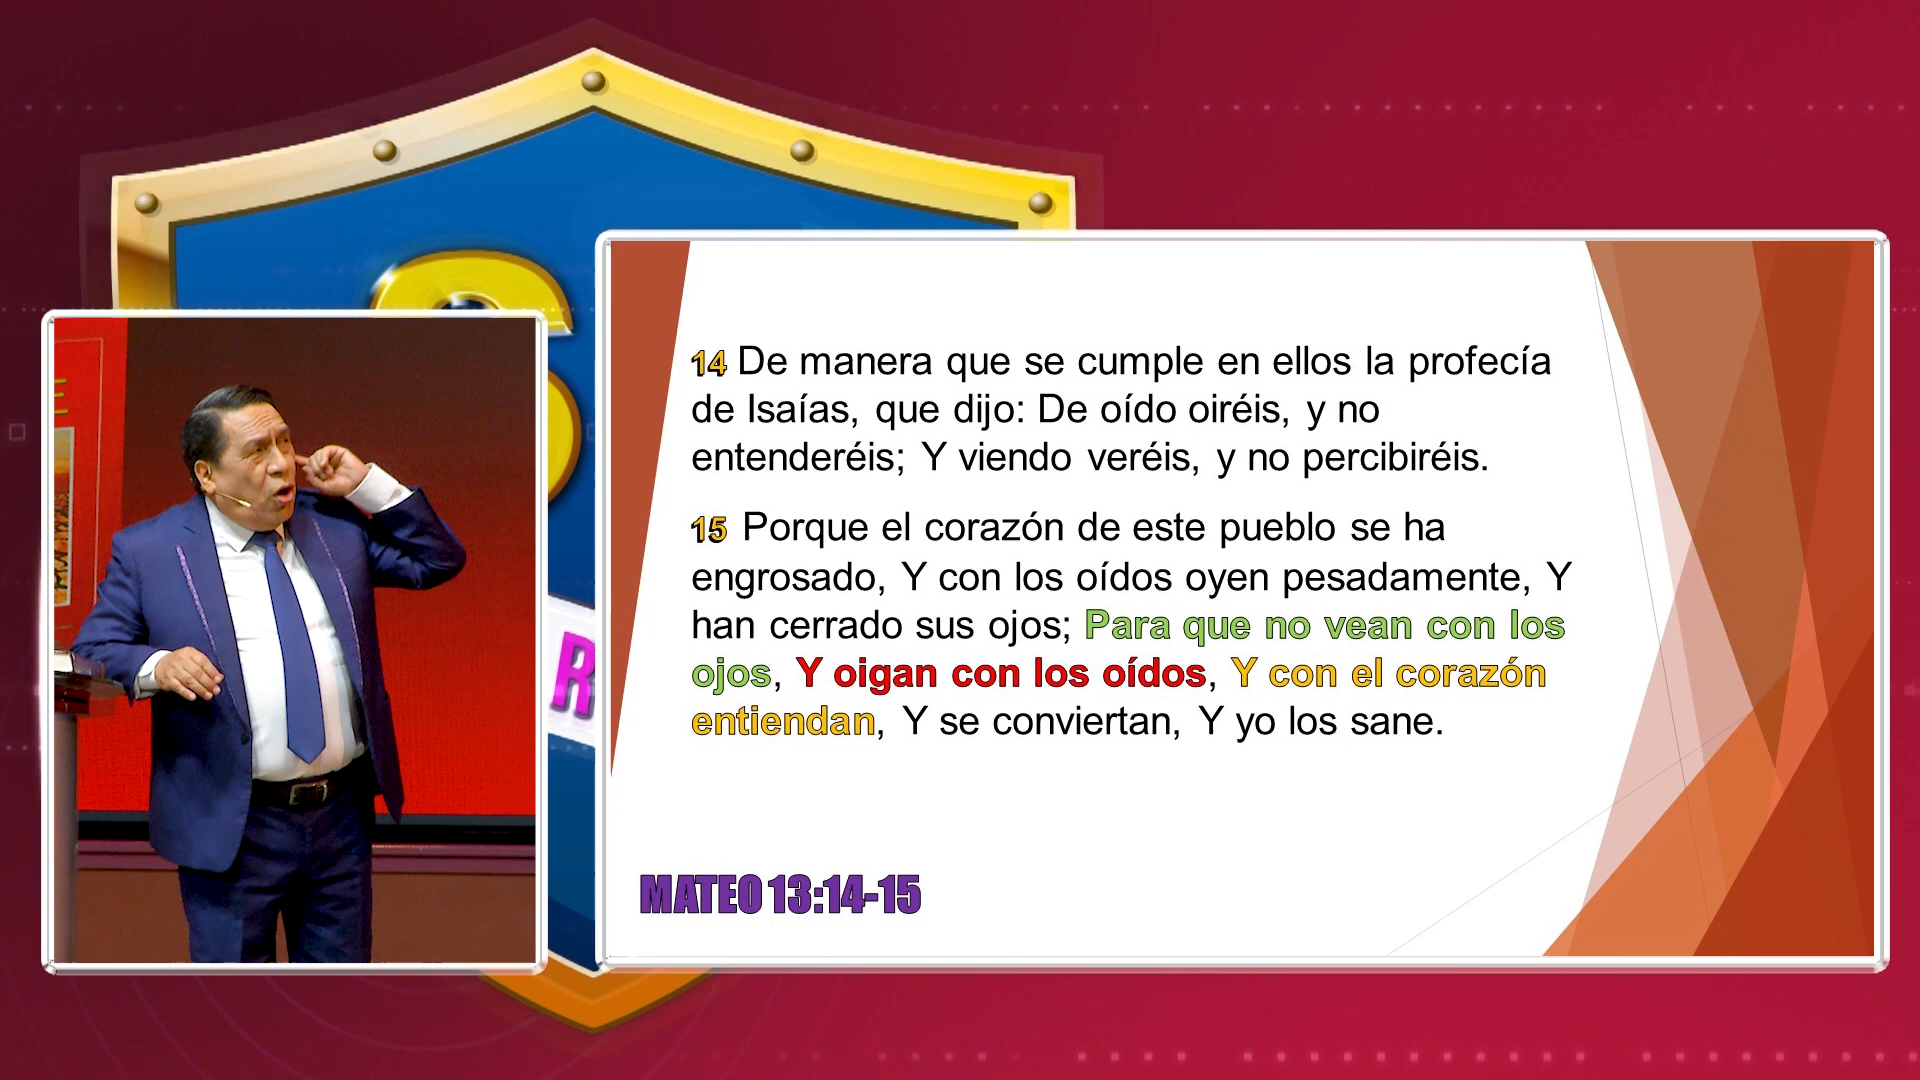 14 De manera que se cumple en ellos la profecía
de Isaías, que dijo: De oído oiréis, y no
entenderéis; Y viendo veréis, y no percibiréis.
15 Porque el corazón de este pueblo se ha
engrosado, Y con los oídos oyen pesadamente, Y
han cerrado sus ojos; Para que no vean con los
ojos, Y oigan con los oídos, Y con el corazón
entiendan, Y se conviertan, Y yo los sane.
MATEO 13:14-15